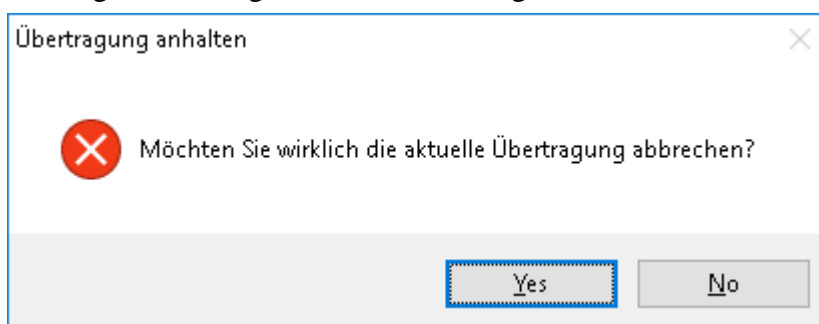 Übertragung anhalten
Möchten Sie wirklich die aktuelle Übertragung abbrechen?
Yes
No